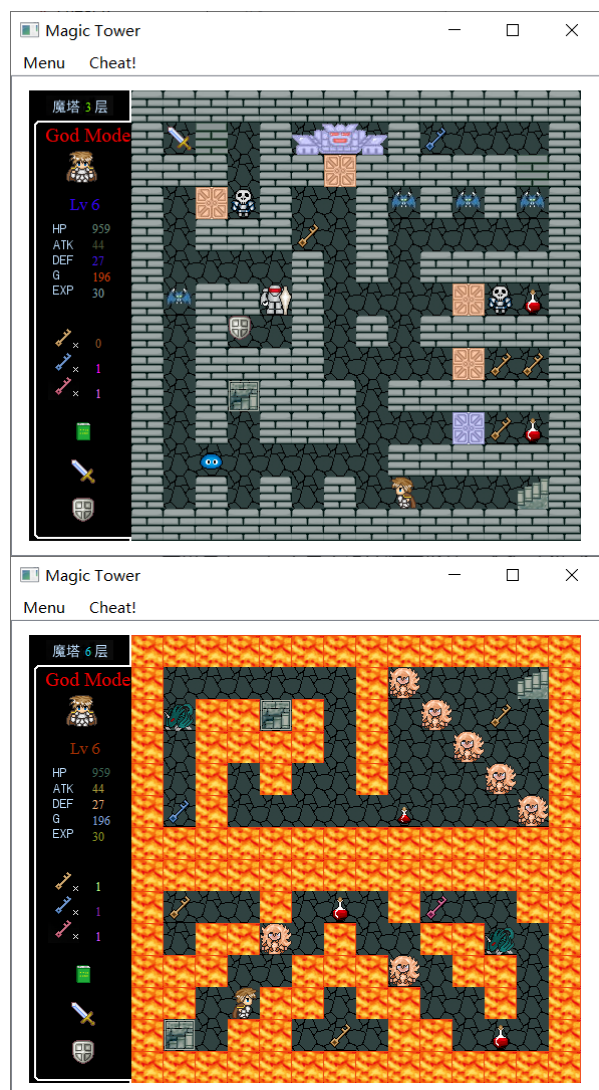 Magic Tower
Menu Cheat!
魔塔 3 层
God Mode
Lv 6
HP 959
ATK 44
DEF 27
G 196
EXP 30
× 0
× 1
× 1
Magic Tower
Menu Cheat!
魔塔 6 层
God Mode
Lv 6
HP 959
ATK 44
DEF 27
G 196
EXP 30
× 1
× 1
× 1